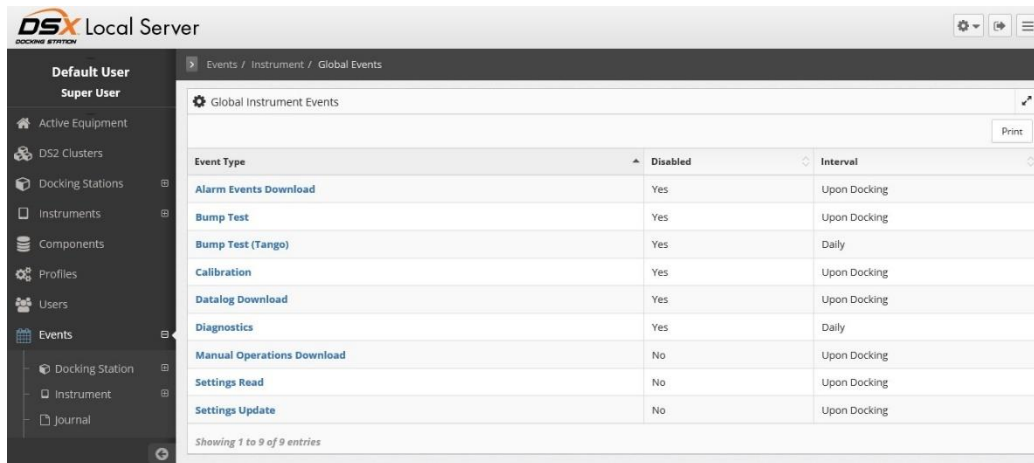 DSX Local Server
DOCKING STATION
Default User
Super User
Active Equipment
DS2 Clusters
Docking Stations
Instruments
Components
Profiles
Users
Events
Docking Station
Instrument
Journal
Events / Instrument / Global Events
Global Instrument Events
Print
Event Type Disabled Interval
Alarm Events Download Yes Upon Docking
Bump Test Yes Upon Docking
Bump Test (Tango) Yes Daily
Calibration Yes Upon Docking
Datalog Download Yes Upon Docking
Diagnostics Yes Daily
Manual Operations Download No Upon Docking
Settings Read No Upon Docking
Settings Update No Upon Docking
Showing 1 to 9 of 9 entries